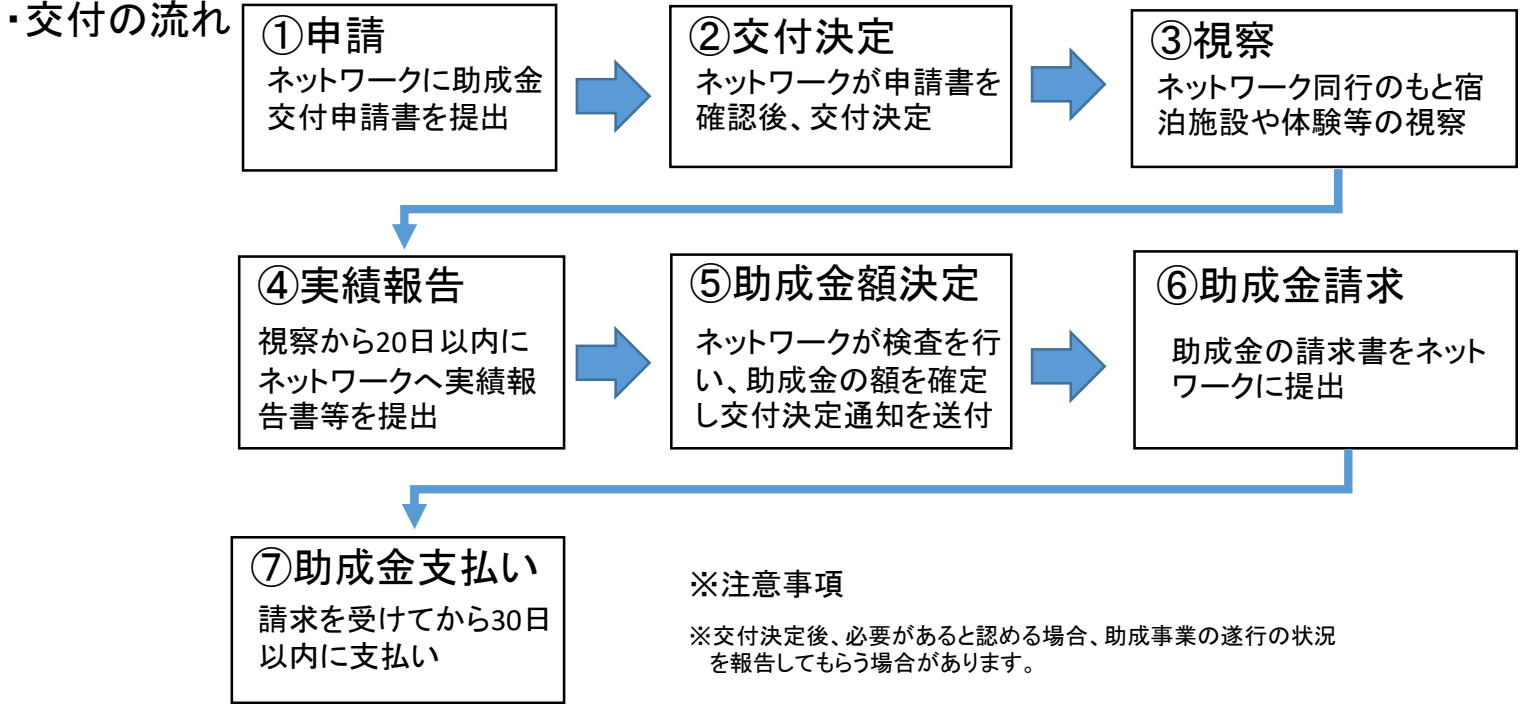 ・交付の流れ
①申請
ネットワークに助成金
交付申請書を提出
②交付決定
ネットワークが申請書を
確認後、交付決定
③視察
ネットワーク同行のもと宿
泊施設や体験等の視察
④実績報告
視察から20日以内に
ネットワークへ実績報
告書等を提出
⑤助成金額決定
ネットワークが検査を行
い、助成金の額を確定
し交付決定通知を送付
⑥助成金請求
助成金の請求書をネット
ワークに提出
⑦助成金支払い
請求を受けてから30日
以内に支払い
※注意事項
※交付決定後、必要があると認める場合、助成事業の遂行の状況
を報告してもらう場合があります。